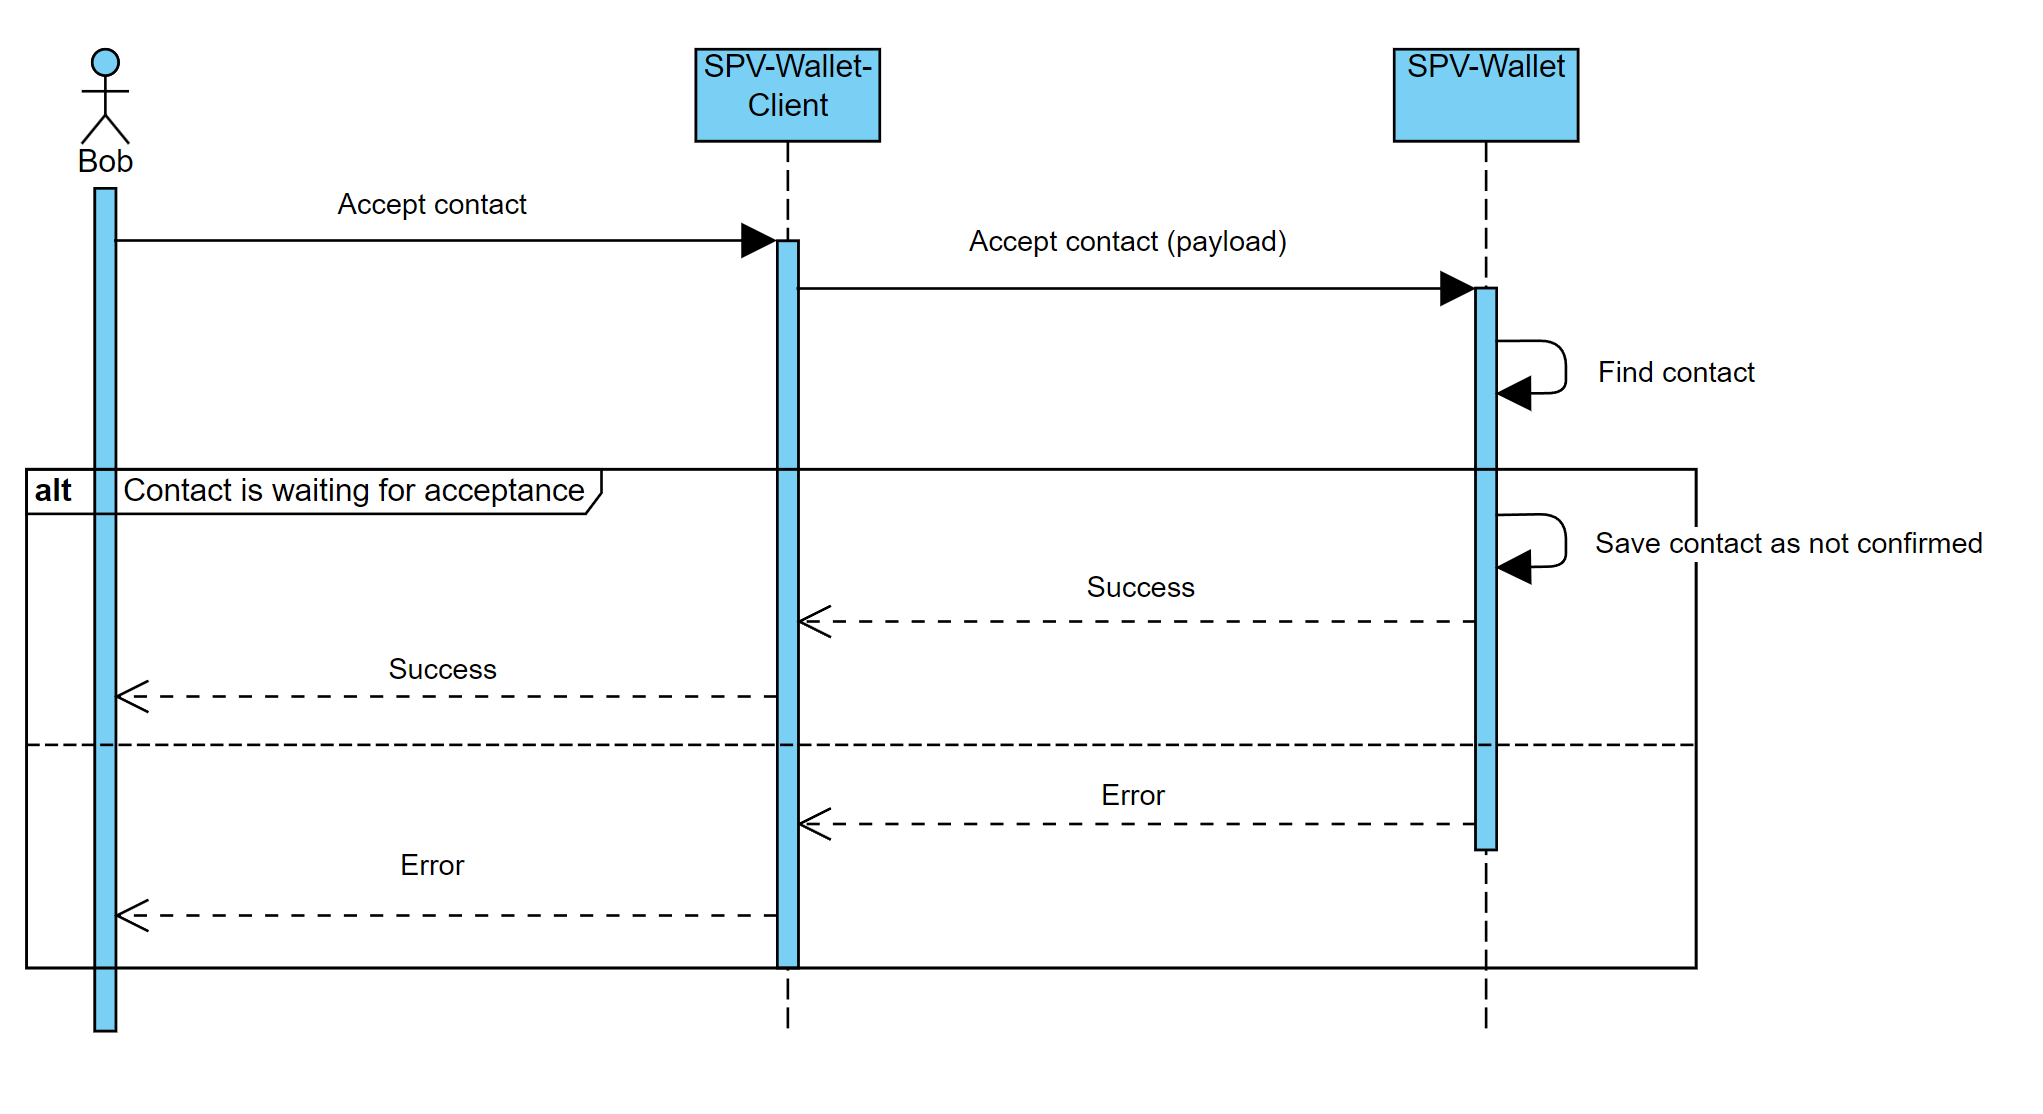 SPV-Wallet-
Client
SPV-Wallet
Bob
Accept contact
Accept contact (payload)
Find contact
alt
Contact is waiting for acceptance
Save contact as not confirmed
Success
Success
Error
Error